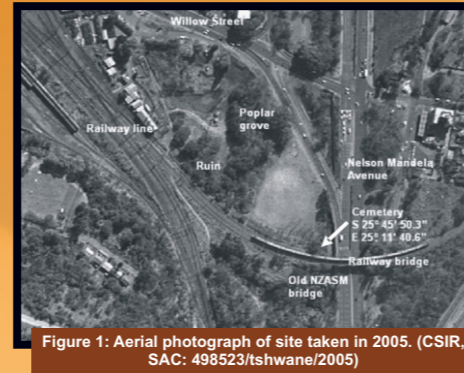 Willow Street
Poplar
grove
Railway line
Ruin
Nelson Mandela
Avenue
Cemetery
S 25° 45' 50.3"
E 25° 11' 40.6"
Railway bridge
Old NZASM
bridge
Figure 1: Aerial photograph of site taken in 2005. (CSIR,
SAC: 498523/tshwane/2005)